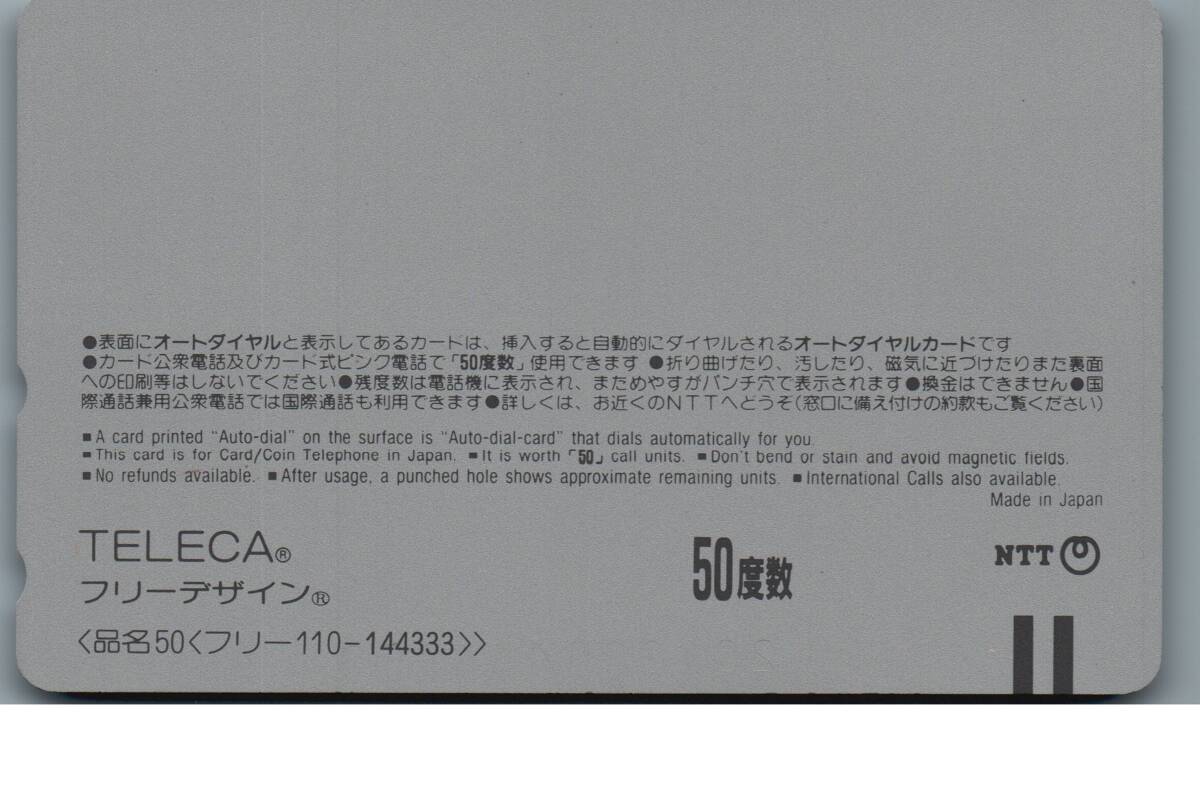 ●表面にオートダイヤルと表示してあるカードは、挿入すると自動的にダイヤルされるオートダイヤルカードです
●カード公衆電話及びカード式ピンク電話で「50度数」使用できます ●折り曲げたり、汚したり、磁気に近づけたりまた裏面
への印刷等はしないでください●残度数は電話機に表示され、まためやすがパンチ穴で表示されます●換金はできません●国
際通話兼用公衆電話では国際通話も利用できます●詳しくは、お近くのNTTへどうぞ(窓口に備え付けの約款もご覧ください)
■A card printed "Auto-dial" on the surface is "Auto-dial-card" that dials automatically for you.
■This card is for Card/Coin Telephone in Japan. ■It is worth「50」call units. ■Don't bend or stain and avoid magnetic fields.
■No refunds available. ■After usage, a punched hole shows approximate remaining units. ■International Calls also available.
Made in Japan
TELECA®
フリーデザイン®
50度数
NTT
〈品名50〈フリー110-144333〉〉